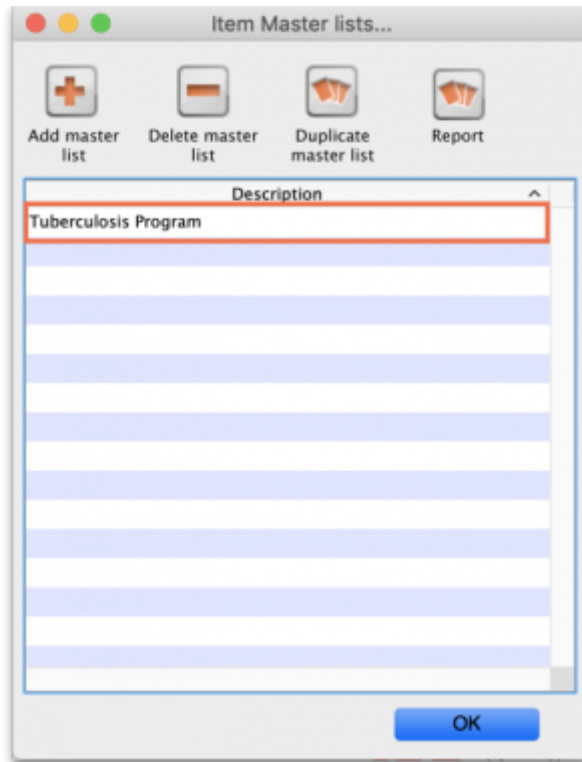 Item Master lists...
Add master
list
Delete master
list
Duplicate
master list
Report
Description
Tuberculosis Program
OK